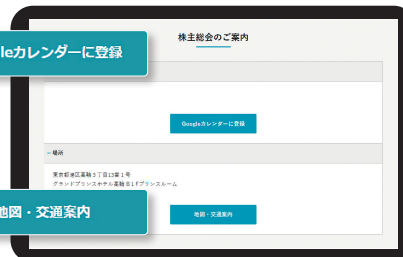 株主総会のご案内
leカレンダーに登録
Googleカレンダーに登録
場所
東京都港区高輪3丁目13番1号
グランドプリンスホテル高輪 B1F プリンスルーム
地図・交通案内
地図・交通案内